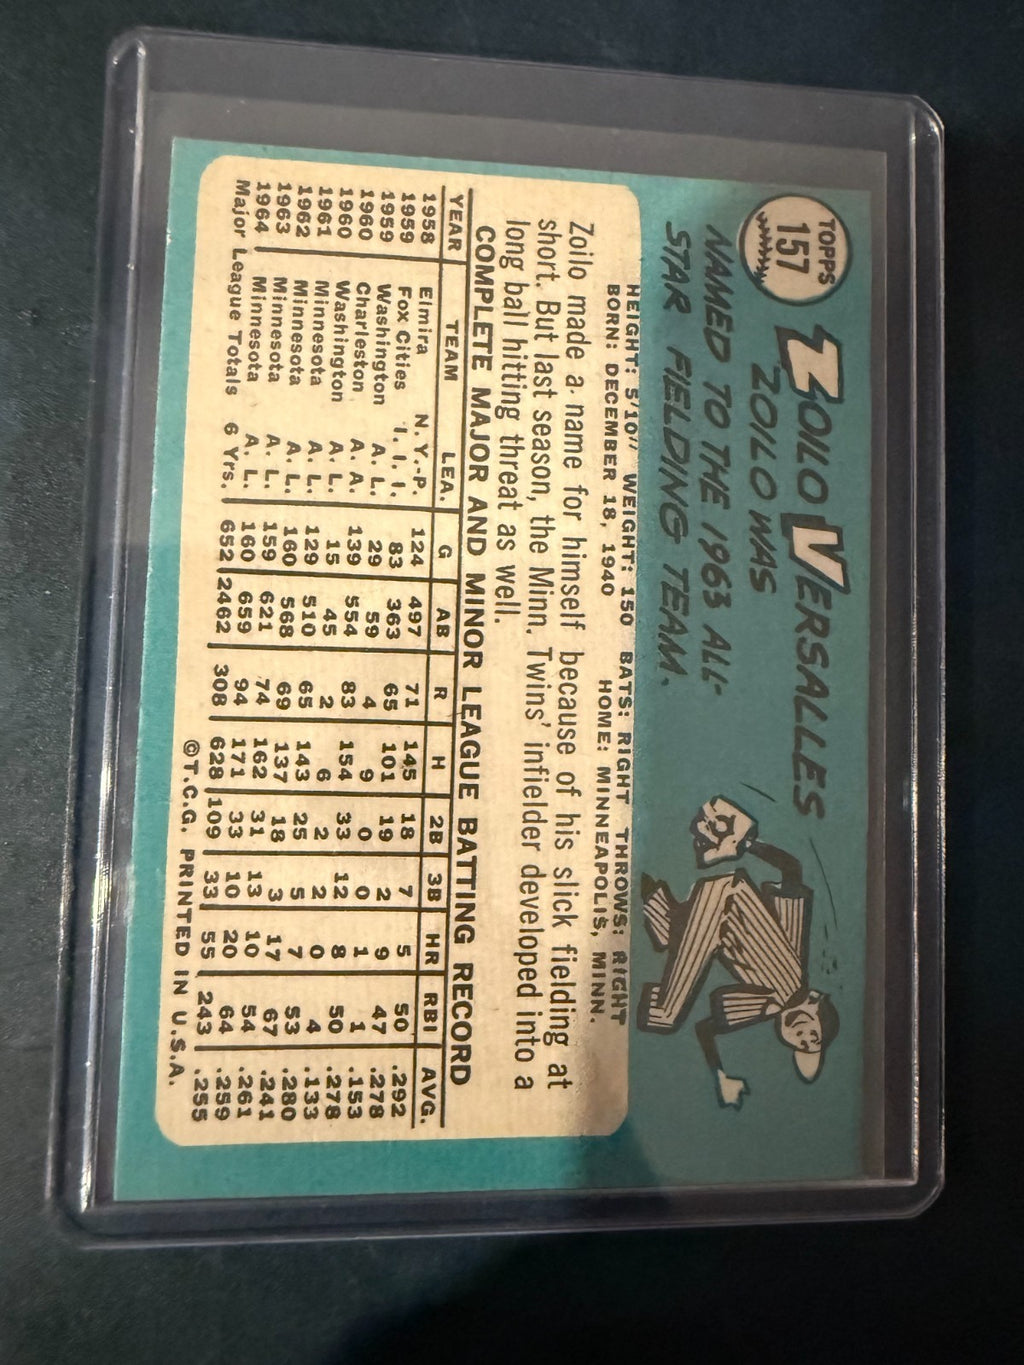 TOPPS
157
ZOILO VERSALLES
ZOILO WAS
NAMED TO THE 1963 ALL-
STAR FIELDING TEAM.
HEIGHT: 5'10" WEIGHT: 150 BATS: RIGHT THROWS: RIGHT
BORN: DECEMBER 18, 1940 HOME: MINNEAPOLIS, MINN.
Zoilo made a name for himself because of his slick fielding at
short. But last season, the Minn. Twins' infielder developed into a
long ball hitting threat as well.
COMPLETE MAJOR AND MINOR LEAGUE BATTING RECORD
YEAR TEAM LEA. G AB R H 2B 3B HR RBI AVG.
1958 Elmira N. Y.-P. 124 497 71 145 18 7 5 50 .292
1959 Fox Cities I. I. I. 83 363 65 101 19 2 9 47 .278
1959 Washington A. L. 29 59 4 9 0 0 1 1 .153
1960 Charleston A. A. 139 554 83 154 33 12 8 50 .278
1960 Washington A. L. 15 45 2 6 2 2 0 4 .133
1961 Minnesota A. L. 129 510 65 143 25 5 7 53 .280
1962 Minnesota A. L. 160 568 69 137 18 3 17 67 .241
1963 Minnesota A. L. 159 621 74 162 31 13 10 54 .261
1964 Minnesota A. L. 160 659 94 171 33 10 20 64 .259
Major League Totals 6 Yrs. 652 2462 308 628 109 33 55 243 .255
©T.C.G. PRINTED IN U.S.A.